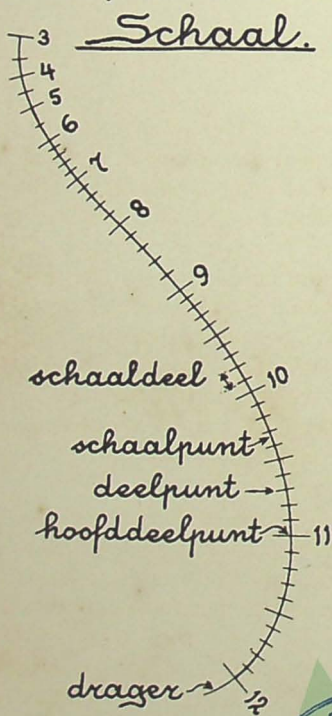 Schaal.
3
4
5
6
7
8
9
schaaldeel
10
schaalpunt
deelpunt
hoofddeelpunt
11
drager
12